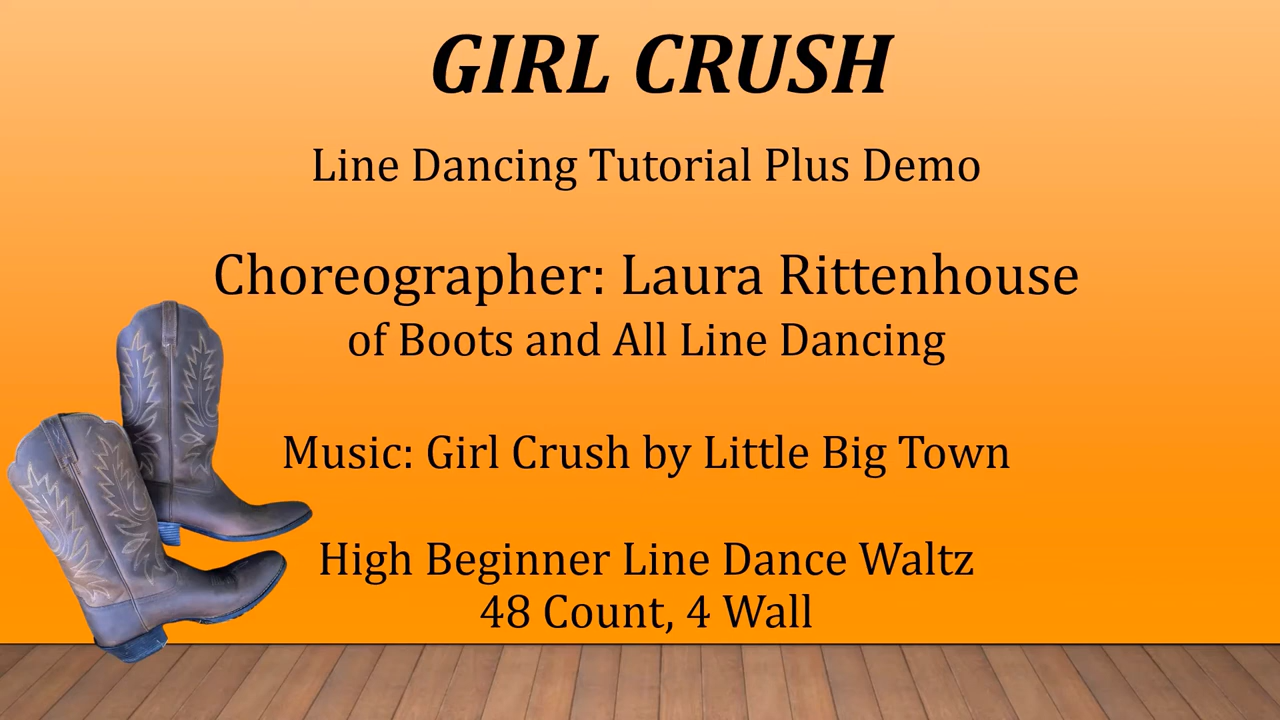 GIRL CRUSH
Line Dancing Tutorial Plus Demo
Choreographer: Laura Rittenhouse
of Boots and All Line Dancing
Music: Girl Crush by Little Big Town
High Beginner Line Dance Waltz
48 Count, 4 Wall